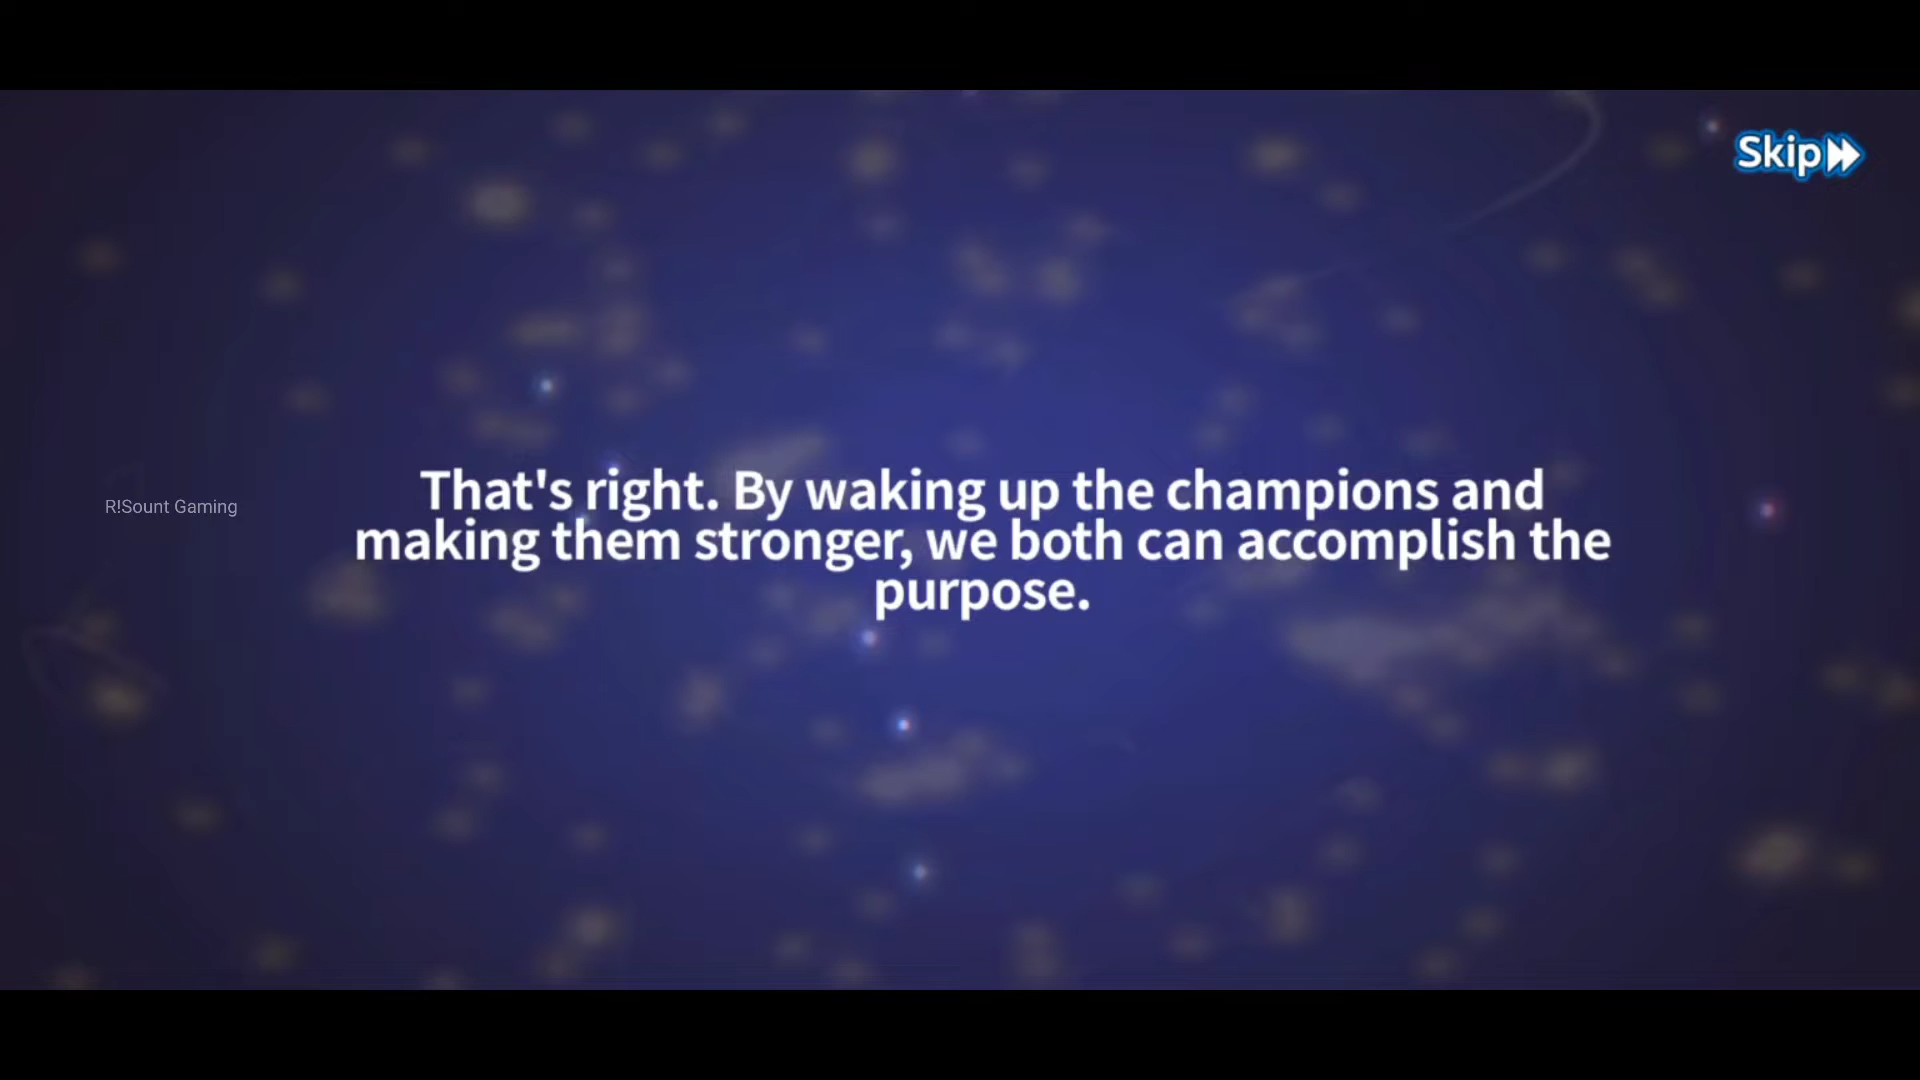 Skip
R!Sount Gaming
That's right. By waking up the champions and
making them stronger, we both can accomplish the
purpose.